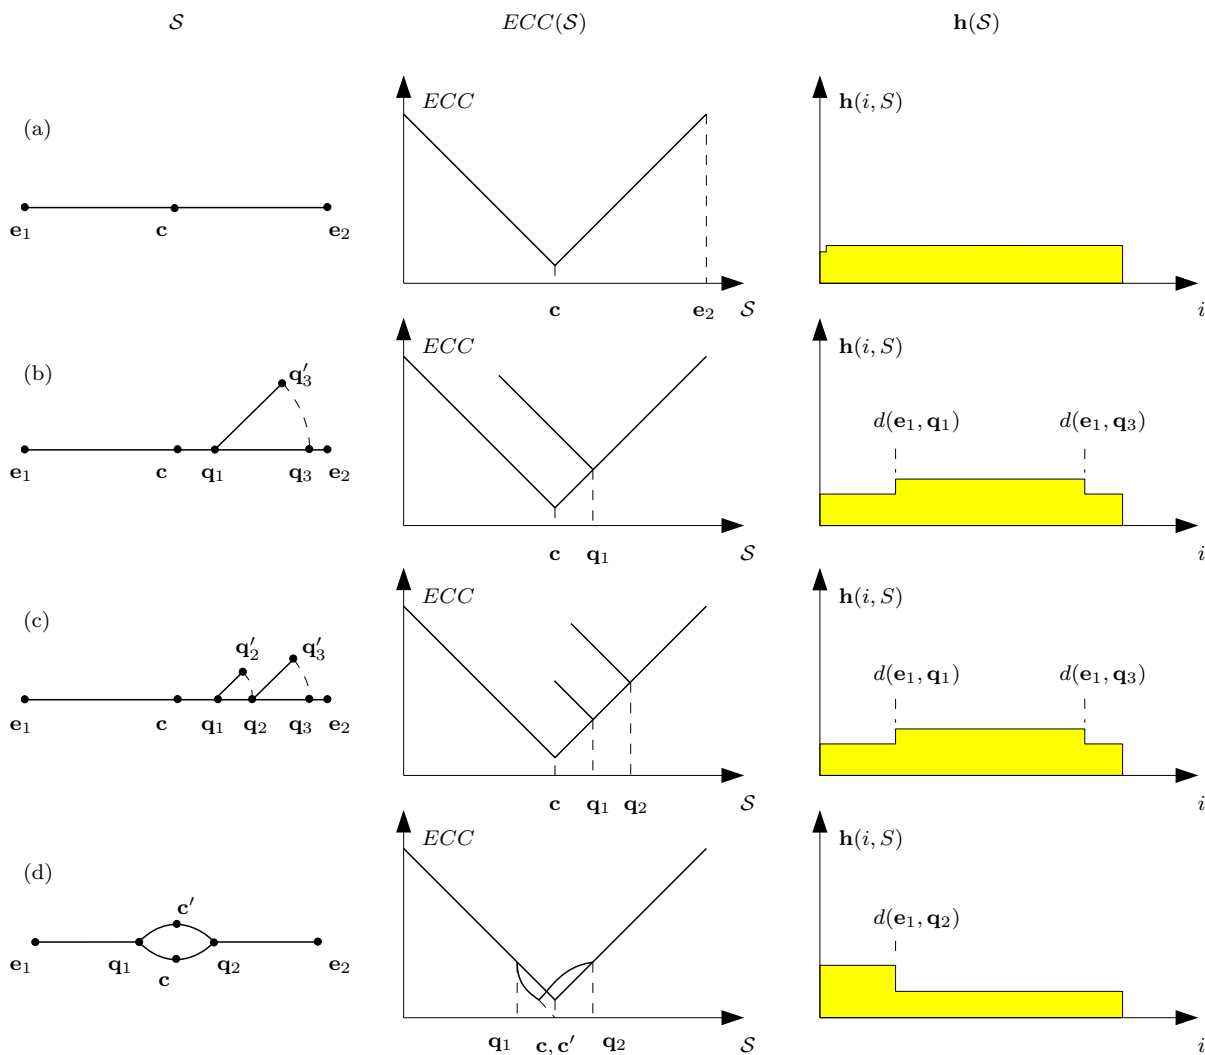 𝒮 ECC(𝒮) h(𝒮)
(a)
ECC h(i, S)
e₁ c e₂
c e₂ 𝒮 i
(b)
ECC h(i, S)
q′₃
d(e₁, q₁) d(e₁, q₃)
e₁ c q₁ q₃ e₂
c q₁ 𝒮 i
(c)
ECC h(i, S)
q′₂ q′₃
d(e₁, q₁) d(e₁, q₃)
e₁ c q₁ q₂ q₃ e₂
c q₁ q₂ 𝒮 i
(d)
ECC h(i, S)
c′
d(e₁, q₂)
e₁ q₁ c q₂ e₂
q₁ c, c′ q₂ 𝒮 i